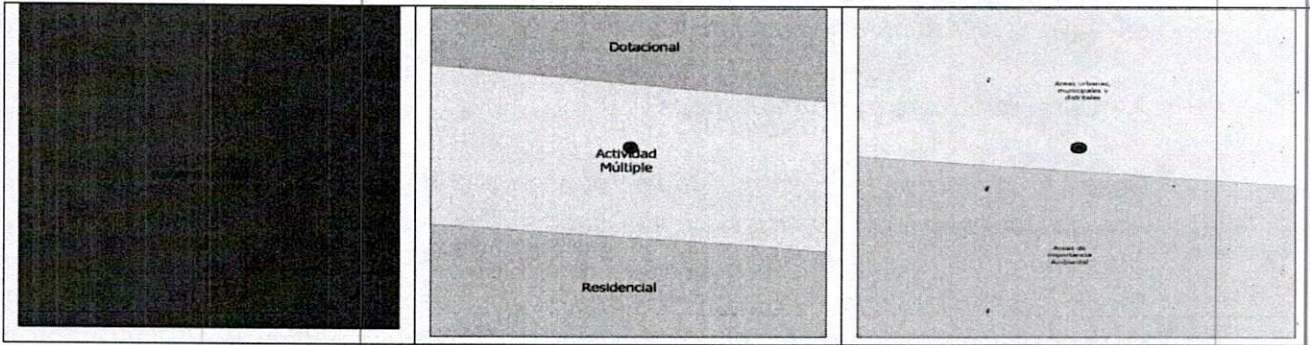 Dotacional
Actividad
Múltiple
Residencial
Areas urbanas,
municipales y
distritales
Areas de
importancia
Ambiental